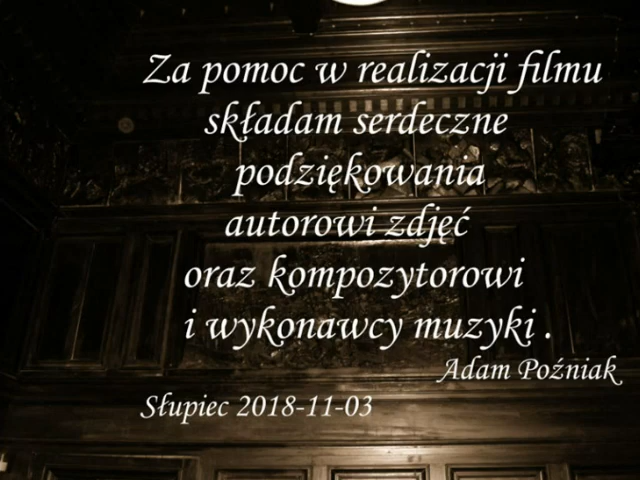 Za pomoc w realizacji filmu
składam serdeczne
podziękowania
autorowi zdjęć
oraz kompozytorowi
i wykonawcy muzyki .
Adam Poźniak
Słupiec 2018-11-03